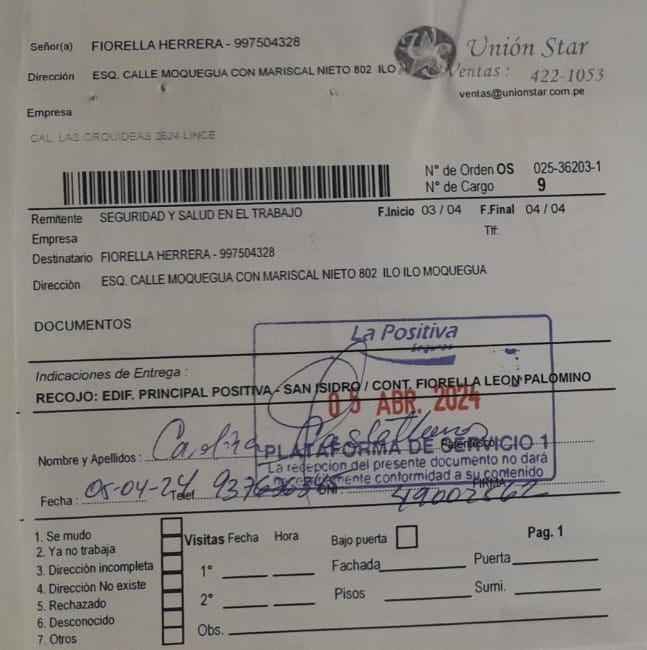 Señor(a) FIORELLA HERRERA - 997504328
Unión Star
Dirección ESQ. CALLE MOQUEGUA CON MARISCAL NIETO 802 ILO
Ventas: 422-1053
ventas@unionstar.com.pe
Empresa
CAL. LAS ORQUIDEAS 2624 LINCE
N° de Orden OS 025-36203-1
N° de Cargo 9
Remitente SEGURIDAD Y SALUD EN EL TRABAJO F.Inicio 03 / 04 F.Final 04 / 04
Empresa Tlf:
Destinatario FIORELLA HERRERA - 997504328
Dirección ESQ. CALLE MOQUEGUA CON MARISCAL NIETO 802 ILO ILO MOQUEGUA
DOCUMENTOS
La Positiva
Seguros
Indicaciones de Entrega :
RECOJO: EDIF. PRINCIPAL POSITIVA - SAN ISIDRO / CONT. FIORELLA LEON PALOMINO
05 ABR. 2024
Nombre y Apellidos : Parentesco
PLATAFORMA DE SERVICIO 1
La recepcion del presente documento no dará
conformidad a su contenido
Fecha : 05-04-24 Telef. DNI : FIRMA
1. Se mudo
2. Ya no trabaja
3. Dirección incompleta
4. Dirección No existe
5. Rechazado
6. Desconocido
7. Otros
Visitas Fecha Hora Bajo puerta Pag. 1
1° Fachada Puerta
2° Pisos Sumi.
Obs.